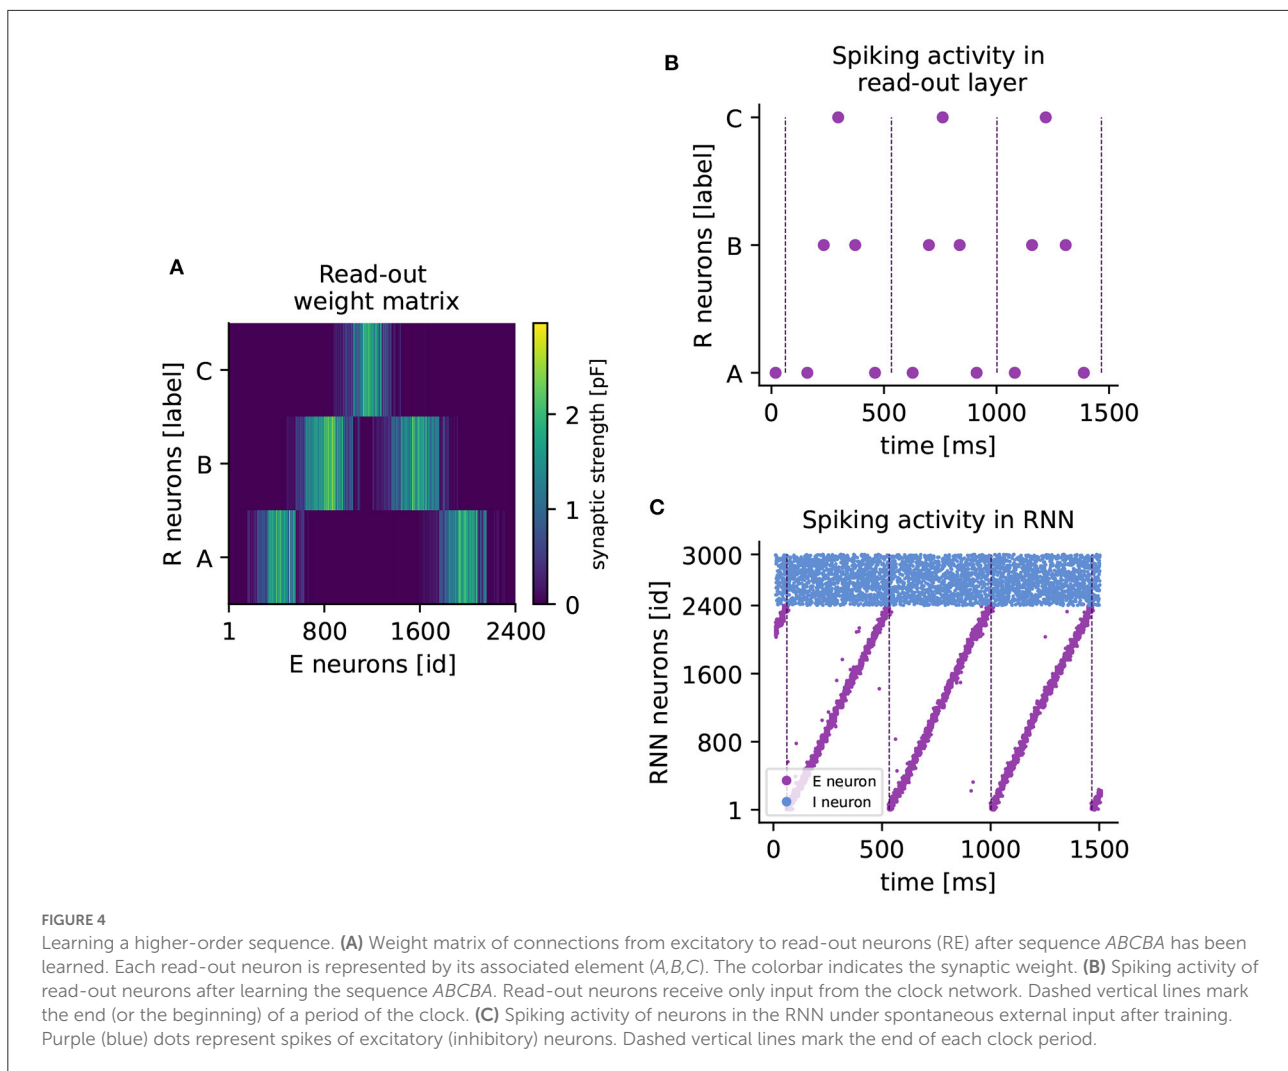 A
Read-out
weight matrix
R neurons [label]
C
B
A
1
800
1600
2400
E neurons [id]
2
1
0
synaptic strength [pF]
B
Spiking activity in
read-out layer
R neurons [label]
C
B
A
0
500
1000
1500
time [ms]
C
Spiking activity in RNN
RNN neurons [id]
3000
2400
1600
800
1
E neuron
I neuron
0
500
1000
1500
time [ms]
FIGURE 4
Learning a higher-order sequence. (A) Weight matrix of connections from excitatory to read-out neurons (RE) after sequence ABCBA has been
learned. Each read-out neuron is represented by its associated element (A,B,C). The colorbar indicates the synaptic weight. (B) Spiking activity of
read-out neurons after learning the sequence ABCBA. Read-out neurons receive only input from the clock network. Dashed vertical lines mark
the end (or the beginning) of a period of the clock. (C) Spiking activity of neurons in the RNN under spontaneous external input after training.
Purple (blue) dots represent spikes of excitatory (inhibitory) neurons. Dashed vertical lines mark the end of each clock period.